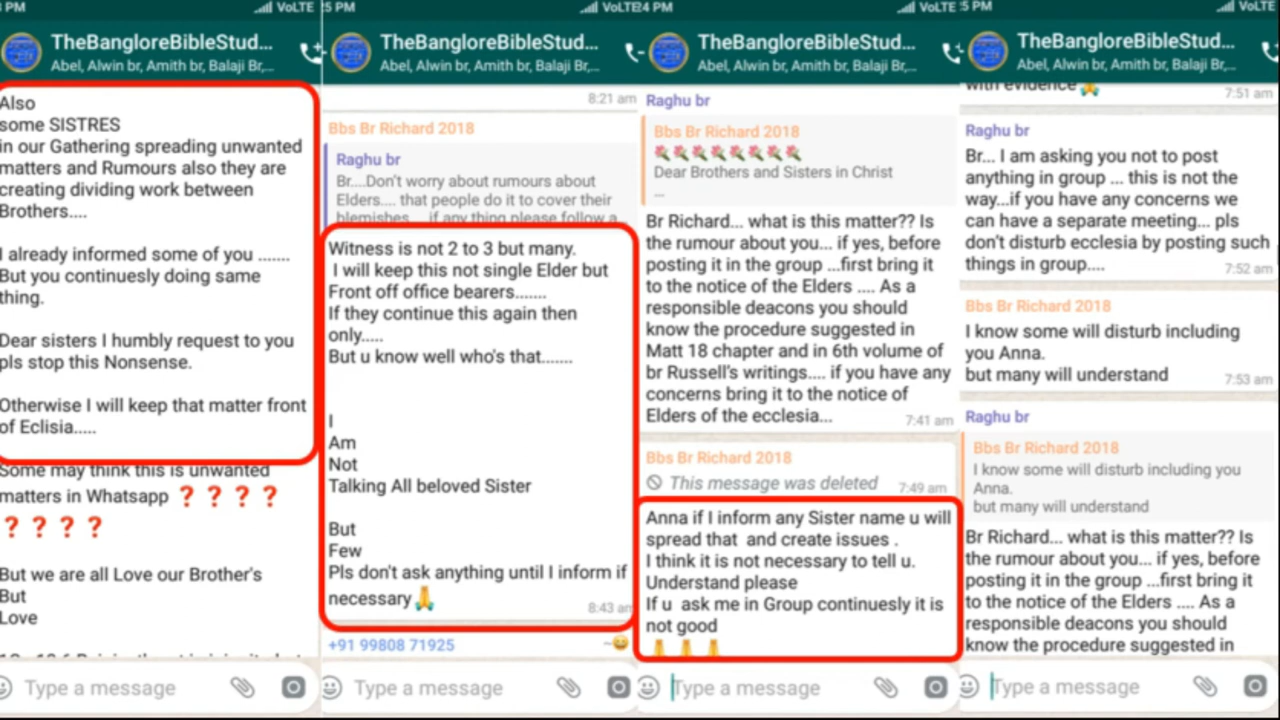 PM
VoLTE
TheBangloreBibleStud...
Abel, Alwin br, Amith br, Balaji Br,...
Also
some SISTRES
in our Gathering spreading unwanted
matters and Rumours also they are
creating dividing work between
Brothers....
I already informed some of you .......
But you continuesly doing same
thing.
Dear sisters I humbly request to you
pls stop this Nonsense.
Otherwise I will keep that matter front
of Eclisia.....
Some may think this is unwanted
matters in Whatsapp ❓ ❓ ❓ ❓
❓ ❓ ❓ ❓
But we are all Love our Brother's
But
Love
Type a message
:5 PM
VoLTE
TheBangloreBibleStud...
Abel, Alwin br, Amith br, Balaji Br,...
8:21 am
Bbs Br Richard 2018
Raghu br
Br....Don't worry about rumours about
Elders.... that people do it to cover their
blemishes.... if any thing please follow a...
Witness is not 2 to 3 but many.
I will keep this not single Elder but
Front off office bearers.......
If they continue this again then
only.....
But u know well who's that.......
I
Am
Not
Talking All beloved Sister
But
Few
Pls don't ask anything until I inform if
necessary🙏
8:43 am
+91 99808 71925
~😄
Type a message
:4 PM
VoLTE
TheBangloreBibleStud...
Abel, Alwin br, Amith br, Balaji Br,...
Raghu br
Bbs Br Richard 2018
🌹🌹🌹🌹🌹🌹🌹🌹
Dear Brothers and Sisters in Christ
...
Br Richard... what is this matter?? Is
the rumour about you... if yes, before
posting it in the group ...first bring it
to the notice of the Elders .... As a
responsible deacons you should
know the procedure suggested in
Matt 18 chapter and in 6th volume of
br Russell's writings.... if you have any
concerns bring it to the notice of
Elders of the ecclesia...
7:41 am
Bbs Br Richard 2018
This message was deleted
7:49 am
Anna if I inform any Sister name u will
spread that and create issues .
I think it is not necessary to tell u.
Understand please
If u ask me in Group continuesly it is
not good
🙏 🙏 🙏
Type a message
:5 PM
VoLTE
TheBangloreBibleStud...
Abel, Alwin br, Amith br, Balaji Br,...
with evidence🙏
7:51 am
Raghu br
Br... I am asking you not to post
anything in group ... this is not the
way...if you have any concerns we
can have a separate meeting... pls
don't disturb ecclesia by posting such
things in group....
7:52 am
Bbs Br Richard 2018
I know some will disturb including
you Anna.
but many will understand
7:53 am
Raghu br
Bbs Br Richard 2018
I know some will disturb including you
Anna.
but many will understand
Br Richard... what is this matter?? Is
the rumour about you... if yes, before
posting it in the group ...first bring it
to the notice of the Elders .... As a
responsible deacons you should
know the procedure suggested in
Type a message